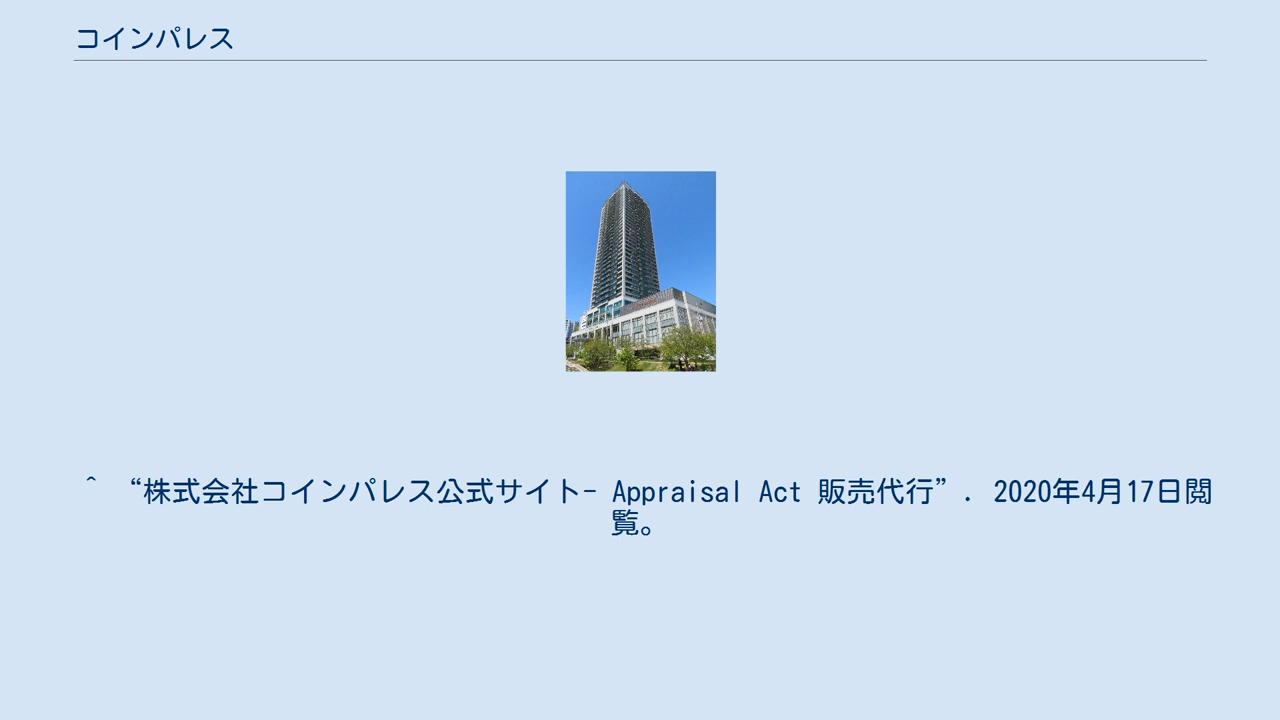 コインパレス
^ “株式会社コインパレス公式サイト- Appraisal Act 販売代行”. 2020年4月17日閲
覧。